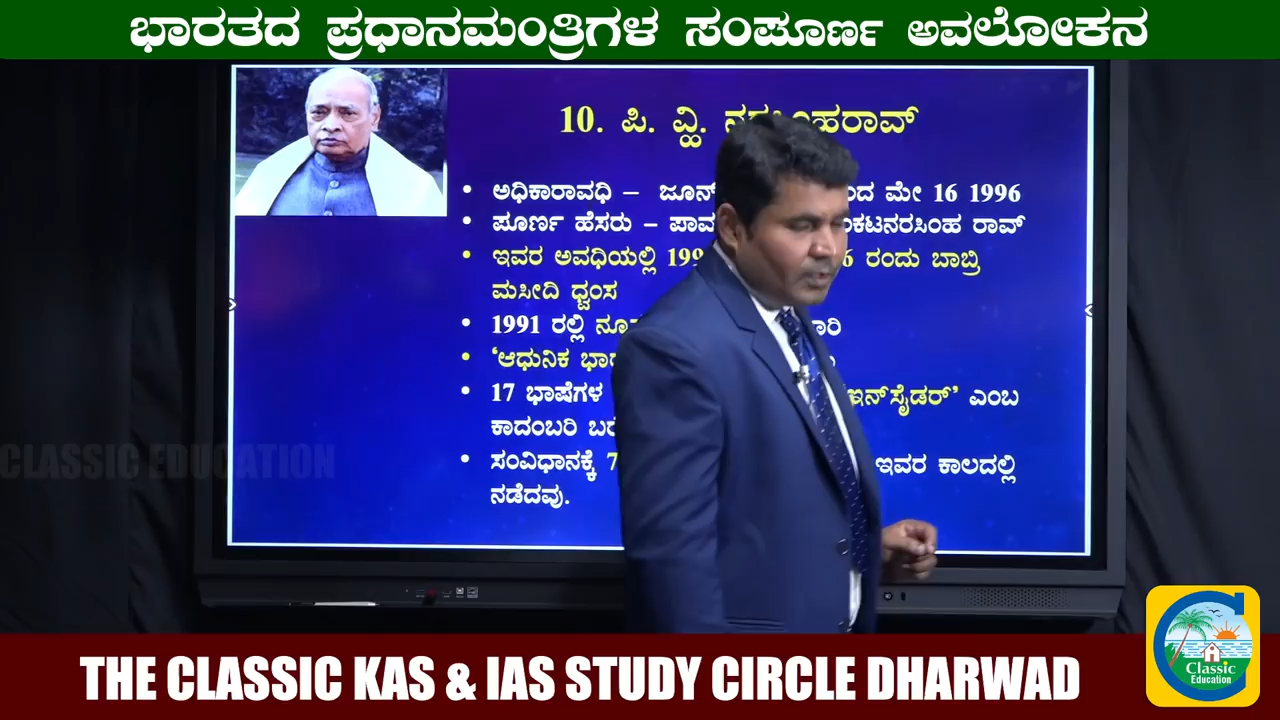 ಭಾರತದ ಪ್ರಧಾನಮಂತ್ರಿಗಳ ಸಂಪೂರ್ಣ ಅವಲೋಕನ
10. ಪಿ. ವ್ಹಿ.
• ಅಧಿಕಾರಾವಧಿ – ಜೂನ್ ಮೇ 16 1996
• ಪೂರ್ಣ ಹೆಸರು – ರಾವ್
• ಇವರ ಅವಧಿಯಲ್ಲಿ ರಂದು ಬಾಬ್ರಿ
ಮಸೀದಿ ಧ್ವಂಸ
• 1991 ರಲ್ಲಿ
• ‘ಆಧುನಿಕ
• 17 ಭಾಷೆಗಳ ಇನ್‌ಸೈಡರ್’ ಎಂಬ
ಕಾದಂಬರಿ
• ಸಂವಿಧಾನಕ್ಕೆ ಇವರ ಕಾಲದಲ್ಲಿ
ನಡೆದವು.
CLASSIC EDUCATION
THE CLASSIC KAS & IAS STUDY CIRCLE DHARWAD
Classic
Education